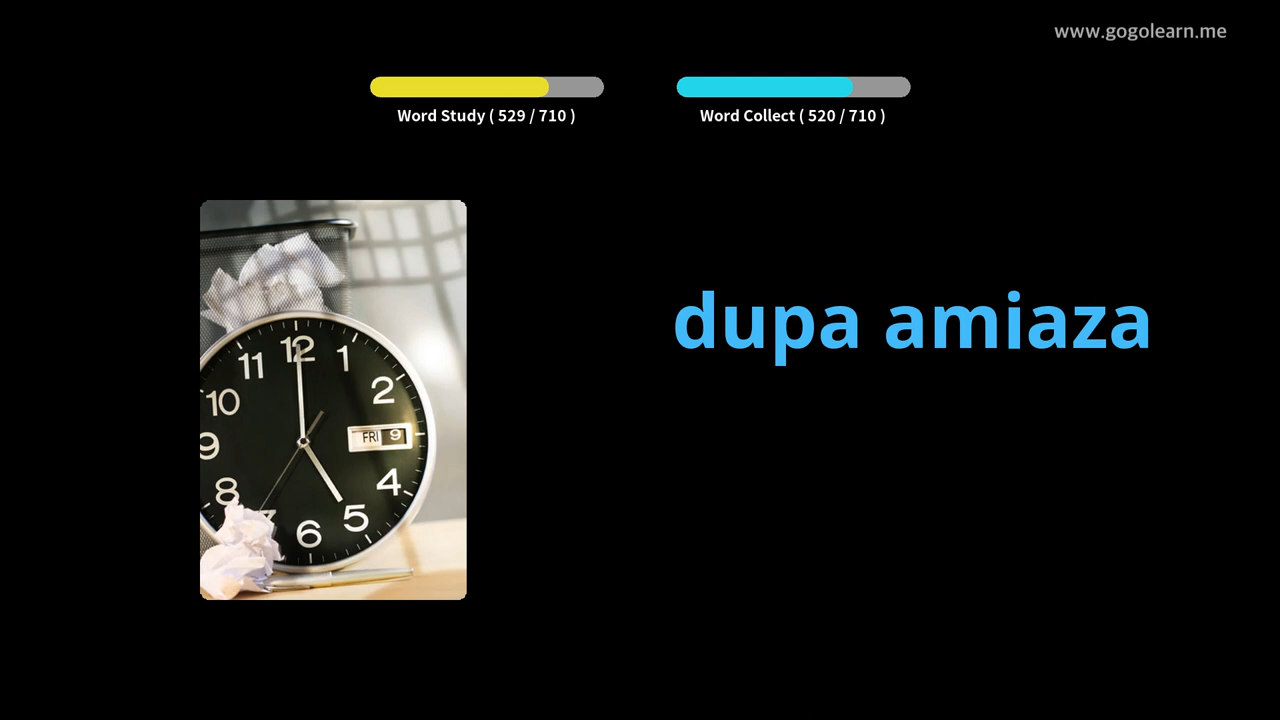 www.gogolearn.me
Word Study ( 529 / 710 )
Word Collect ( 520 / 710 )
dupa amiaza
12
11
1
10
2
FRI 9
9
8
4
7
5
6